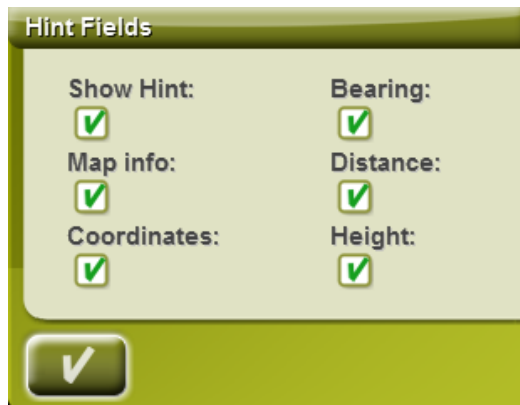 Hint Fields
Show Hint: Bearing:
Map info: Distance:
Coordinates: Height: